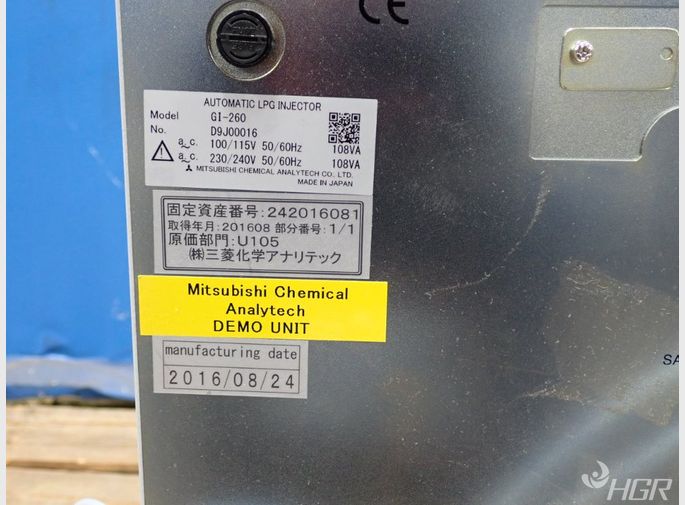 CE
AUTOMATIC LPG INJECTOR
Model GI-260
No. D9J00016
a.c. 100/115V 50/60Hz 108VA
a.c. 230/240V 50/60Hz 108VA
MITSUBISHI CHEMICAL ANALYTECH CO. LTD.
MADE IN JAPAN
固定資産番号:242016081
取得年月:201608 部分番号:1/1
原価部門:U105
㈱三菱化学アナリテック
Mitsubishi Chemical
Analytech
DEMO UNIT
manufacturing date
2016/08/24
SA
HGR